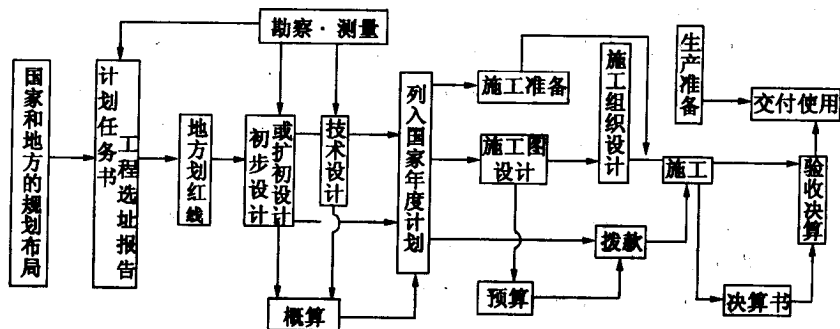 勘察·测量
国家和地方的规划布局
计划任务书
工程选址报告
地方划红线
初步设计
或扩初设计
技术设计
概算
列入国家年度计划
施工准备
施工图
设计
预算
施工组织设计
拨款
施工
生产准备
交付使用
验收决算
决算书